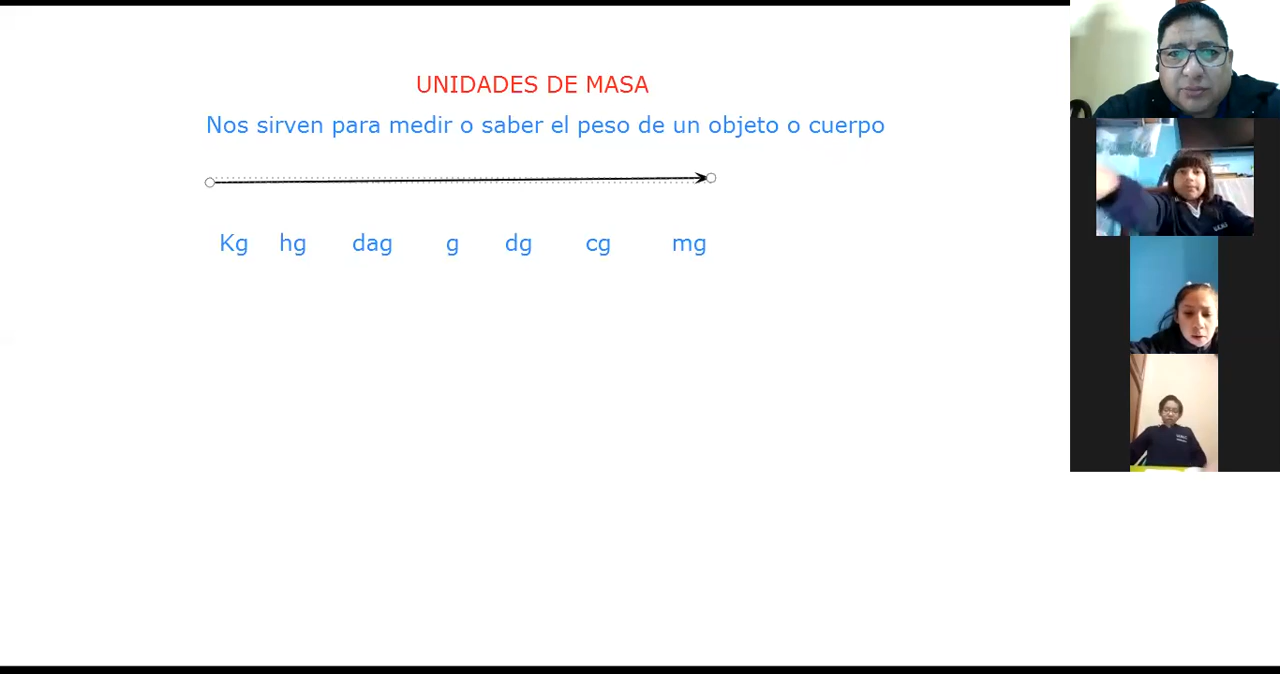 UNIDADES DE MASA
Nos sirven para medir o saber el peso de un objeto o cuerpo
Kg hg dag g dg cg mg